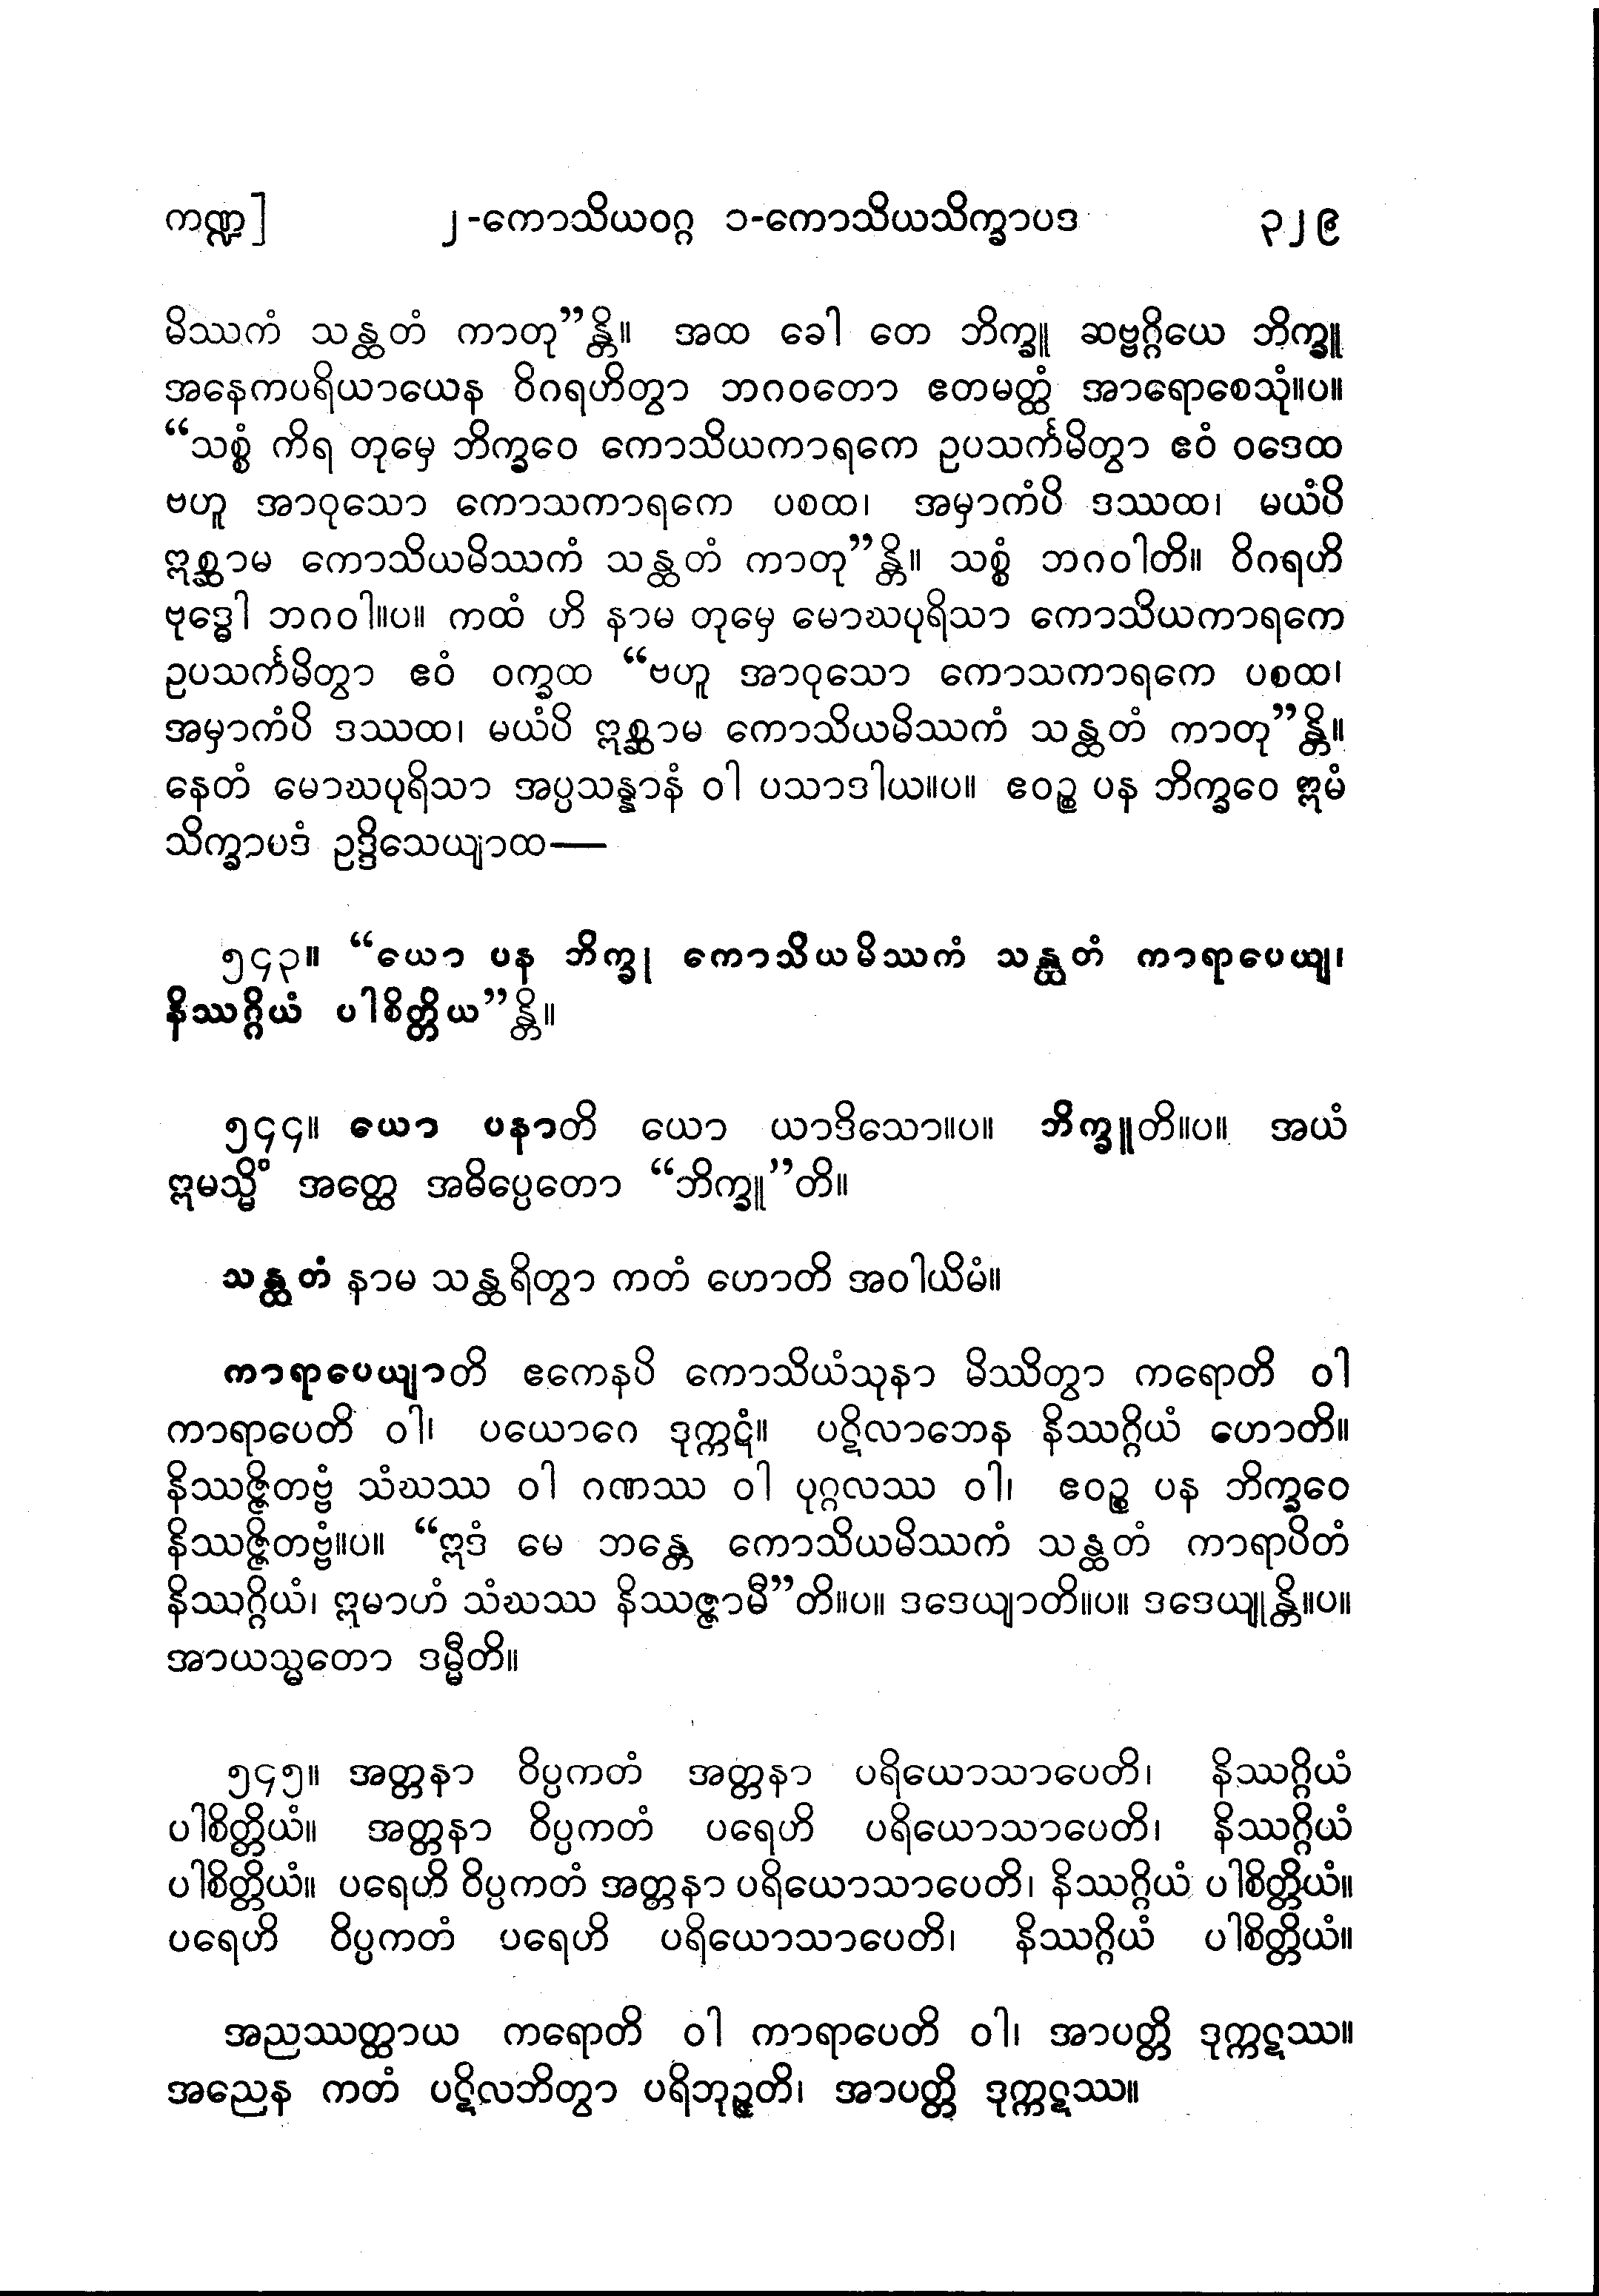 ကဏ္ဍ] ၂-ကောသိယဝဂ္ဂ ၁-ကောသိယသိက္ခာပဒ ၃၂၉
မိဿကံ သန္ထတံ ကာတု”န္တိ။ အထ ခေါ တေ ဘိက္ခူ ဆဗ္ဗဂ္ဂိယေ ဘိက္ခူ
အနေကပရိယာယေန ဝိဂရဟိတွာ ဘဂဝတော ဧတမတ္ထံ အာရောစေသုံ။ပ။
“သစ္စံ ကိရ တုမှေ ဘိက္ခဝေ ကောသိယကာရကေ ဥပသင်္ကမိတွာ ဧဝံ ဝဒေထ
ဗဟူ အာဝုသော ကောသကာရကေ ပစထ၊ အမှာကံပိ ဒဿထ၊ မယံပိ
ဣစ္ဆာမ ကောသိယမိဿကံ သန္ထတံ ကာတု”န္တိ။ သစ္စံ ဘဂဝါတိ။ ဝိဂရဟိ
ဗုဒ္ဓေါ ဘဂဝါ။ပ။ ကထံ ဟိ နာမ တုမှေ မောဃပုရိသာ ကောသိယကာရကေ
ဥပသင်္ကမိတွာ ဧဝံ ဝက္ခထ “ဗဟူ အာဝုသော ကောသကာရကေ ပစထ၊
အမှာကံပိ ဒဿထ၊ မယံပိ ဣစ္ဆာမ ကောသိယမိဿကံ သန္ထတံ ကာတု”န္တိ။
နေတံ မောဃပုရိသာ အပ္ပသန္နာနံ ဝါ ပသာဒါယ။ပ။ ဧဝဉ္စ ပန ဘိက္ခဝေ ဣမံ
သိက္ခာပဒံ ဥဒ္ဒိသေယျာထ—
၅၄၃။ “ယော ပန ဘိက္ခု ကောသိယမိဿကံ သန္ထတံ ကာရာပေယျ၊
နိဿဂ္ဂိယံ ပါစိတ္တိယ”န္တိ။
၅၄၄။ ယော ပနာတိ ယော ယာဒိသော။ပ။ ဘိက္ခူတိ။ပ။ အယံ
ဣမသ္မိံ အတ္ထေ အဓိပ္ပေတော “ဘိက္ခူ”တိ။
သန္ထတံ နာမ သန္ထရိတွာ ကတံ ဟောတိ အဝါယိမံ။
ကာရာပေယျာတိ ဧကေနပိ ကောသိယံသုနာ မိဿိတွာ ကရောတိ ဝါ
ကာရာပေတိ ဝါ၊ ပယောဂေ ဒုက္ကဋံ။ ပဋိလာဘေန နိဿဂ္ဂိယံ ဟောတိ။
နိဿဇ္ဇိတဗ္ဗံ သံဃဿ ဝါ ဂဏဿ ဝါ ပုဂ္ဂလဿ ဝါ၊ ဧဝဉ္စ ပန ဘိက္ခဝေ
နိဿဇ္ဇိတဗ္ဗံ။ပ။ “ဣဒံ မေ ဘန္တေ ကောသိယမိဿကံ သန္ထတံ ကာရာပိတံ
နိဿဂ္ဂိယံ၊ ဣမာဟံ သံဃဿ နိဿဇ္ဇာမီ”တိ။ပ။ ဒဒေယျာတိ။ပ။ ဒဒေယျုန္တိ။ပ။
အာယသ္မတော ဒမ္မီတိ။
၅၄၅။ အတ္တနာ ဝိပ္ပကတံ အတ္တနာ ပရိယောသာပေတိ၊ နိဿဂ္ဂိယံ
ပါစိတ္တိယံ။ အတ္တနာ ဝိပ္ပကတံ ပရေဟိ ပရိယောသာပေတိ၊ နိဿဂ္ဂိယံ
ပါစိတ္တိယံ။ ပရေဟိ ဝိပ္ပကတံ အတ္တနာ ပရိယောသာပေတိ၊ နိဿဂ္ဂိယံ ပါစိတ္တိယံ။
ပရေဟိ ဝိပ္ပကတံ ပရေဟိ ပရိယောသာပေတိ၊ နိဿဂ္ဂိယံ ပါစိတ္တိယံ။
အညဿတ္ထာယ ကရောတိ ဝါ ကာရာပေတိ ဝါ၊ အာပတ္တိ ဒုက္ကဋဿ။
အညေန ကတံ ပဋိလဘိတွာ ပရိဘုဉ္ဇတိ၊ အာပတ္တိ ဒုက္ကဋဿ။